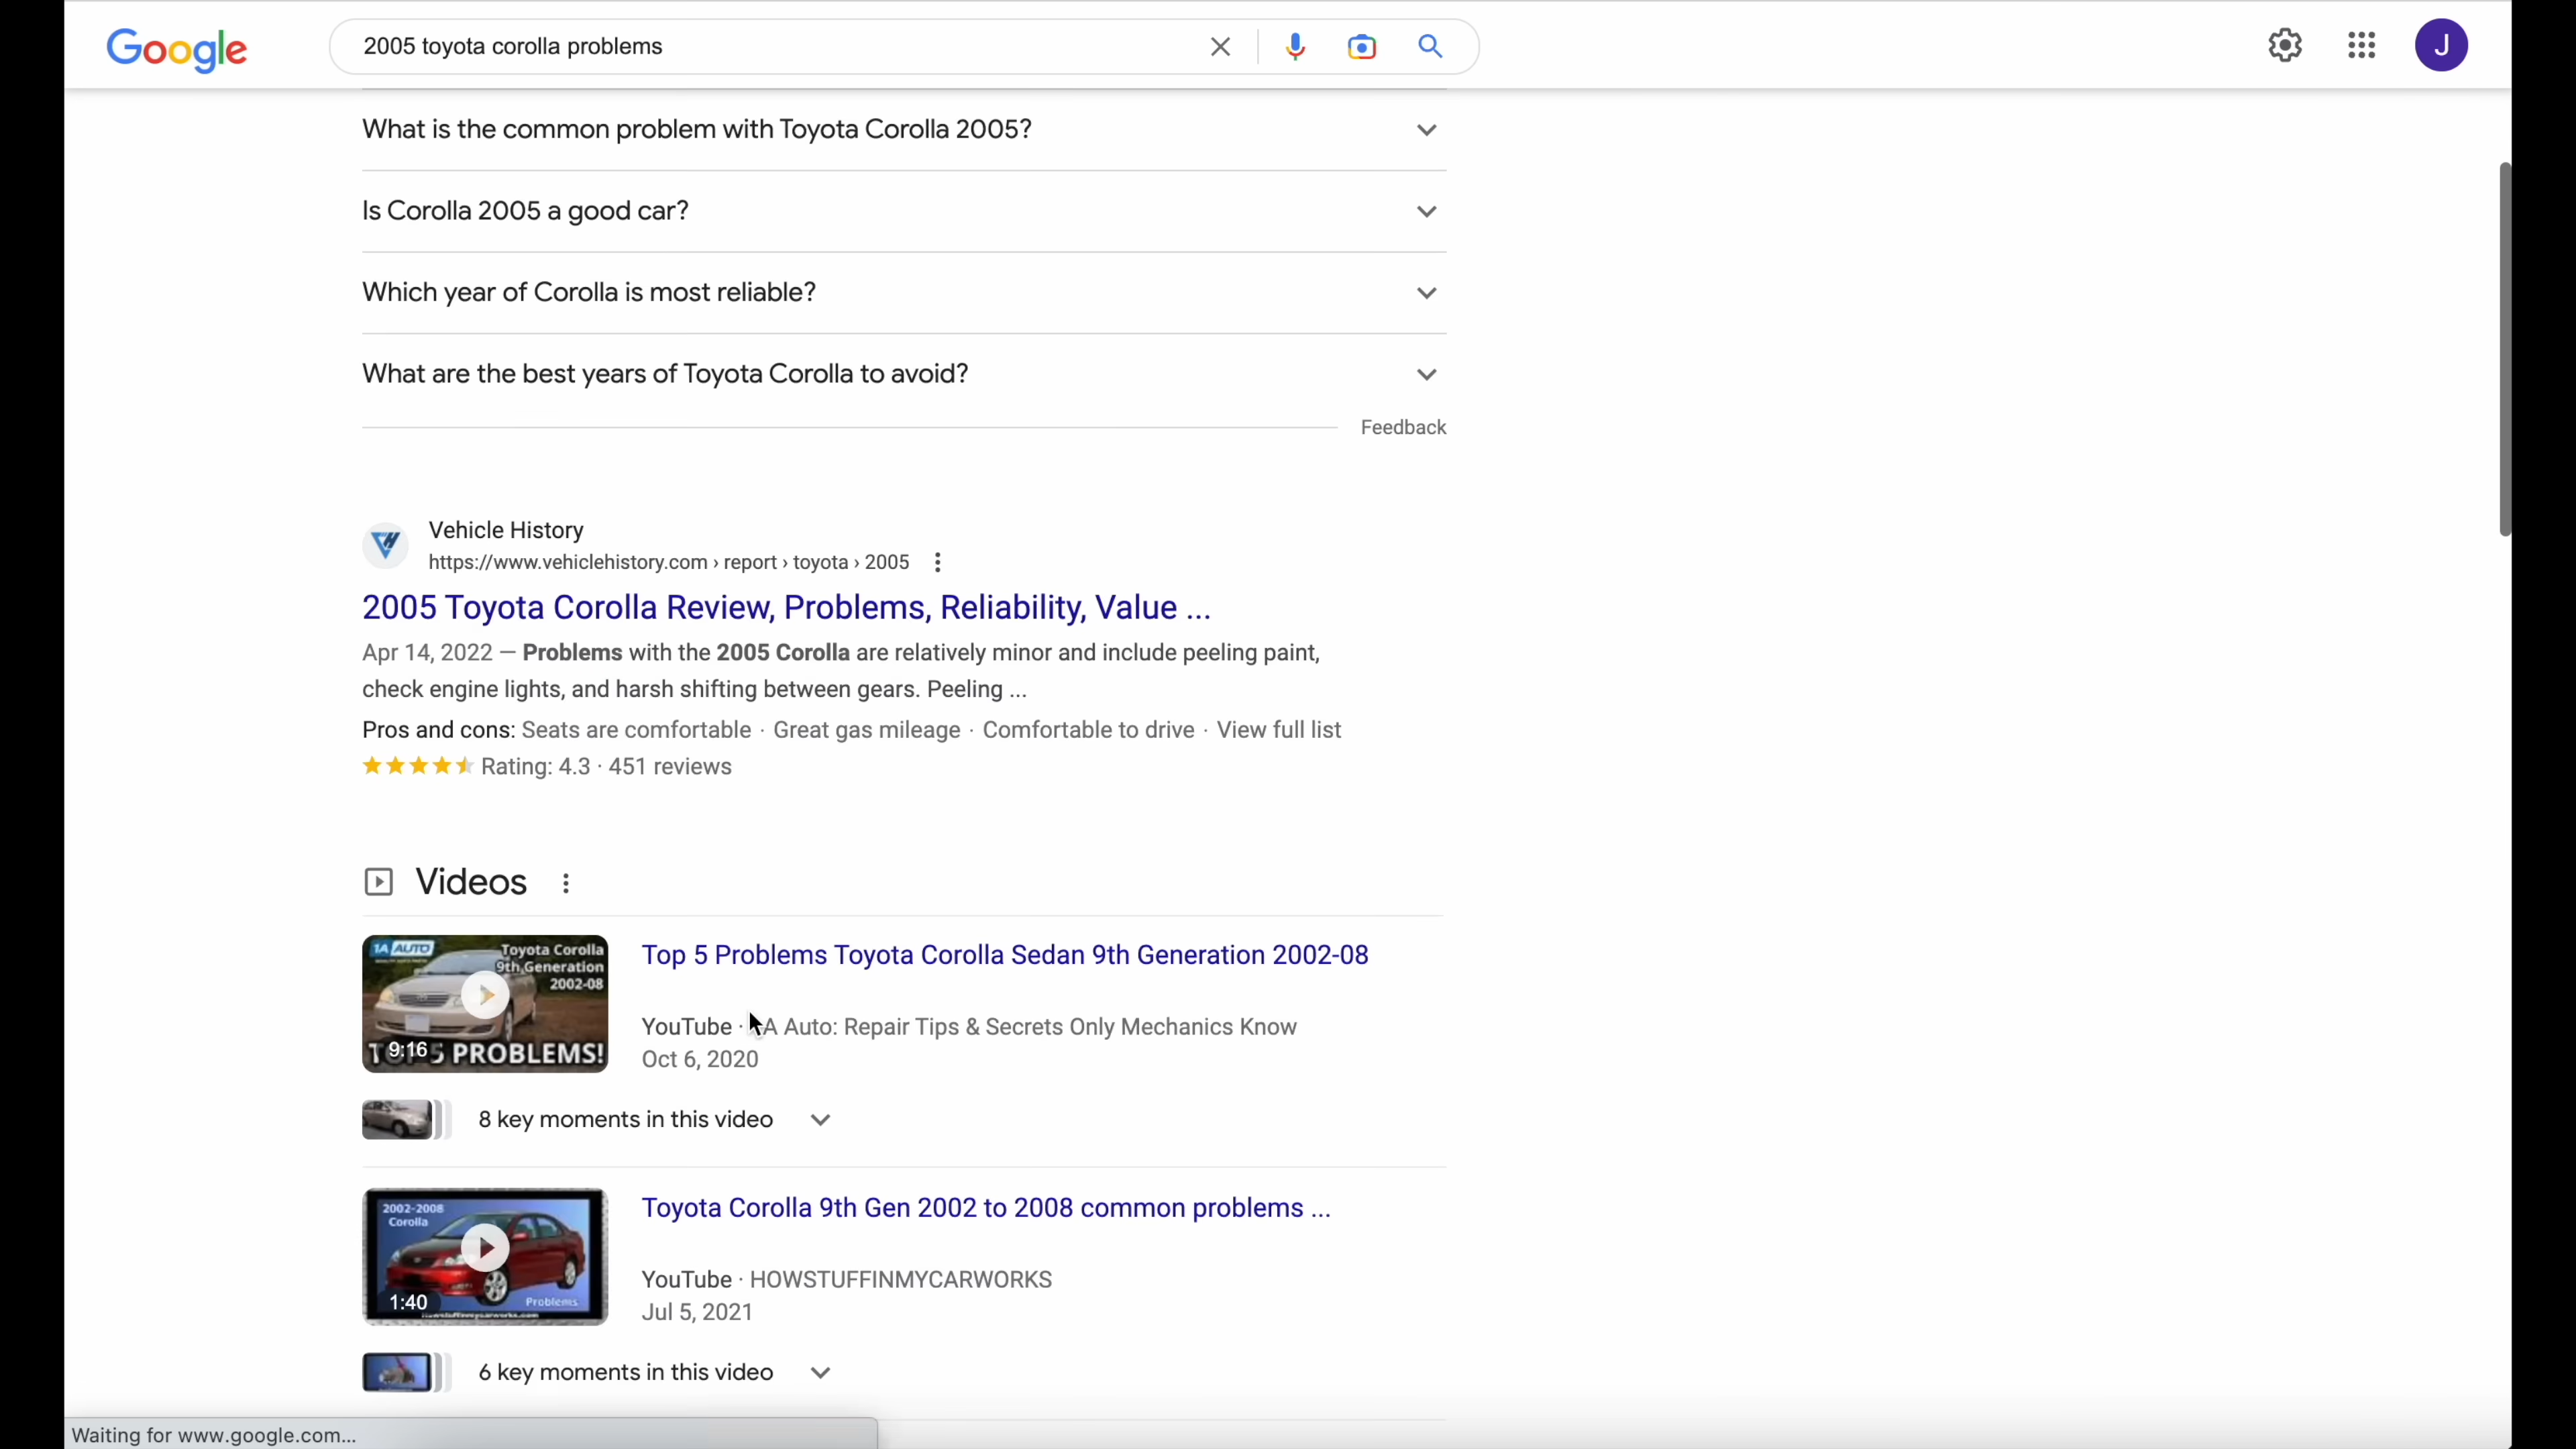 Google
2005 toyota corolla problems
J
What is the common problem with Toyota Corolla 2005?
Is Corolla 2005 a good car?
Which year of Corolla is most reliable?
What are the best years of Toyota Corolla to avoid?
Feedback
Vehicle History
https://www.vehiclehistory.com › report › toyota › 2005
2005 Toyota Corolla Review, Problems, Reliability, Value ...
Apr 14, 2022 — Problems with the 2005 Corolla are relatively minor and include peeling paint,
check engine lights, and harsh shifting between gears. Peeling ...
Pros and cons: Seats are comfortable · Great gas mileage · Comfortable to drive · View full list
Rating: 4.3 · 451 reviews
Videos
1A AUTO
Toyota Corolla
9th Generation
2002-08
9:16
PROBLEMS!
Top 5 Problems Toyota Corolla Sedan 9th Generation 2002-08
YouTube · A Auto: Repair Tips & Secrets Only Mechanics Know
Oct 6, 2020
8 key moments in this video
2002-2008
Corolla
1:40
Problems
Toyota Corolla 9th Gen 2002 to 2008 common problems ...
YouTube · HOWSTUFFINMYCARWORKS
Jul 5, 2021
6 key moments in this video
Waiting for www.google.com...